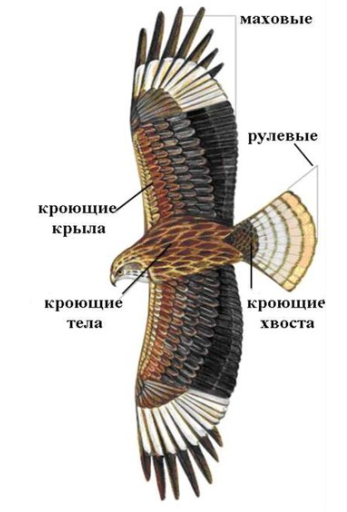 маховые
рулевые
кроющие
крыла
кроющие
тела
кроющие
хвоста